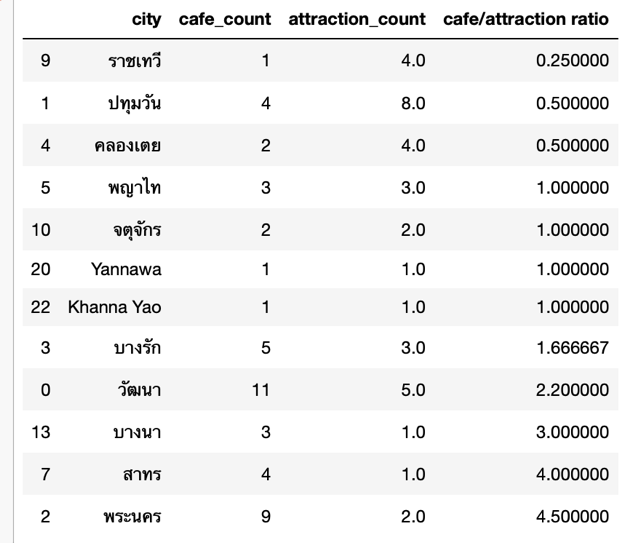 city cafe_count attraction_count cafe/attraction ratio
9 ราชเทวี 1 4.0 0.250000
1 ปทุมวัน 4 8.0 0.500000
4 คลองเตย 2 4.0 0.500000
5 พญาไท 3 3.0 1.000000
10 จตุจักร 2 2.0 1.000000
20 Yannawa 1 1.0 1.000000
22 Khanna Yao 1 1.0 1.000000
3 บางรัก 5 3.0 1.666667
0 วัฒนา 11 5.0 2.200000
13 บางนา 3 1.0 3.000000
7 สาทร 4 1.0 4.000000
2 พระนคร 9 2.0 4.500000